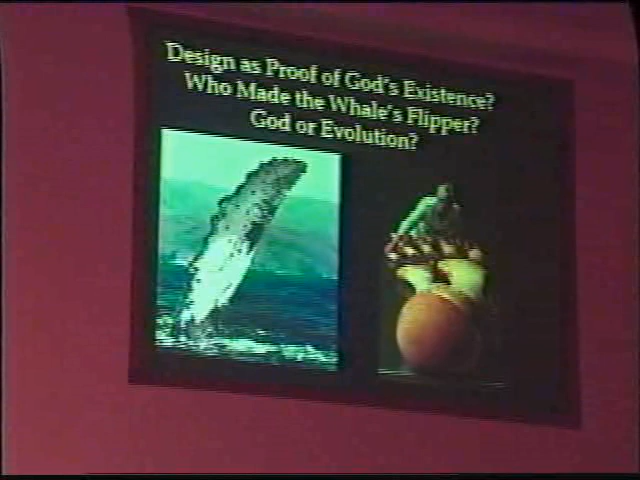 Design as Proof of God's Existence?
Who Made the Whale's Flipper?
God or Evolution?